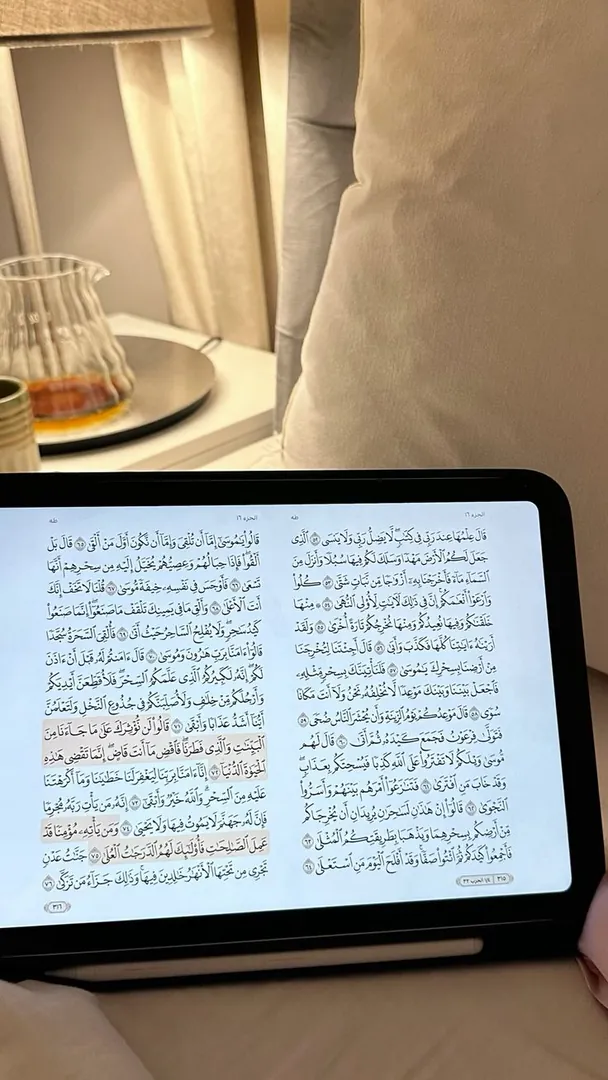 الجزء ١٦
طه
قَالَ عِلْمُهَا عِندَ رَبِّى فِى كِتَٰبٍ ۖ لَّا يَضِلُّ رَبِّى وَلَا يَنسَى ٥٢ ٱلَّذِى
جَعَلَ لَكُمُ ٱلْأَرْضَ مَهْدًا وَسَلَكَ لَكُمْ فِيهَا سُبُلًا وَأَنزَلَ مِنَ
ٱلسَّمَآءِ مَآءً فَأَخْرَجْنَا بِهِۦٓ أَزْوَٰجًا مِّن نَّبَاتٍ شَتَّىٰ ٥٣ كُلُوا۟
وَٱرْعَوْا۟ أَنْعَٰمَكُمْ ۗ إِنَّ فِى ذَٰلِكَ لَءَايَٰتٍ لِّأُو۟لِى ٱلنُّهَىٰ ٥٤ مِنْهَا
خَلَقْنَٰكُمْ وَفِيهَا نُعِيدُكُمْ وَمِنْهَا نُخْرِجُكُمْ تَارَةً أُخْرَىٰ ٥٥ وَلَقَدْ
أَرَيْنَٰهُ ءَايَٰتِنَا كُلَّهَا فَكَذَّبَ وَأَبَىٰ ٥٦ قَالَ أَجِئْتَنَا لِتُخْرِجَنَا
مِنْ أَرْضِنَا بِسِحْرِكَ يَٰمُوسَىٰ ٥٧ فَلَنَأْتِيَنَّكَ بِسِحْرٍ مِّثْلِهِۦ
فَٱجْعَلْ بَيْنَنَا وَبَيْنَكَ مَوْعِدًا لَّا نُخْلِفُهُۥ نَحْنُ وَلَآ أَنتَ مَكَانًا
سُوًى ٥٨ قَالَ مَوْعِدُكُمْ يَوْمُ ٱلزِّينَةِ وَأَن يُحْشَرَ ٱلنَّاسُ ضُحًى ٥٩
فَتَوَلَّىٰ فِرْعَوْنُ فَجَمَعَ كَيْدَهُۥ ثُمَّ أَتَىٰ ٦٠ قَالَ لَهُم
مُّوسَىٰ وَيْلَكُمْ لَا تَفْتَرُوا۟ عَلَى ٱللَّهِ كَذِبًا فَيُسْحِتَكُم بِعَذَابٍ ۖ
وَقَدْ خَابَ مَنِ ٱفْتَرَىٰ ٦١ فَتَنَٰزَعُوٓا۟ أَمْرَهُم بَيْنَهُمْ وَأَسَرُّوا۟
ٱلنَّجْوَىٰ ٦٢ قَالُوٓا۟ إِنْ هَٰذَٰنِ لَسَٰحِرَٰنِ يُرِيدَانِ أَن يُخْرِجَاكُم
مِّنْ أَرْضِكُم بِسِحْرِهِمَا وَيَذْهَبَا بِطَرِيقَتِكُمُ ٱلْمُثْلَىٰ ٦٣
فَأَجْمِعُوا۟ كَيْدَكُمْ ثُمَّ ٱئْتُوا۟ صَفًّا ۚ وَقَدْ أَفْلَحَ ٱلْيَوْمَ مَنِ ٱسْتَعْلَىٰ ٦٤
٣١٥ | ١/٤ الحزب ٣٢
الجزء ١٦
طه
قَالُوا۟ يَٰمُوسَىٰٓ إِمَّآ أَن تُلْقِىَ وَإِمَّآ أَن نَّكُونَ أَوَّلَ مَنْ أَلْقَىٰ ٦٥ قَالَ بَلْ
أَلْقُوا۟ ۖ فَإِذَا حِبَالُهُمْ وَعِصِيُّهُمْ يُخَيَّلُ إِلَيْهِ مِن سِحْرِهِمْ أَنَّهَا
تَسْعَىٰ ٦٦ فَأَوْجَسَ فِى نَفْسِهِۦ خِيفَةً مُّوسَىٰ ٦٧ قُلْنَا لَا تَخَفْ إِنَّكَ
أَنتَ ٱلْأَعْلَىٰ ٦٨ وَأَلْقِ مَا فِى يَمِينِكَ تَلْقَفْ مَا صَنَعُوٓا۟ ۖ إِنَّمَا صَنَعُوا۟
كَيْدُ سَٰحِرٍ ۖ وَلَا يُفْلِحُ ٱلسَّاحِرُ حَيْثُ أَتَىٰ ٦٩ فَأُلْقِىَ ٱلسَّحَرَةُ سُجَّدًا
قَالُوٓا۟ ءَامَنَّا بِرَبِّ هَٰرُونَ وَمُوسَىٰ ٧٠ قَالَ ءَامَنتُمْ لَهُۥ قَبْلَ أَنْ ءَاذَنَ
لَكُمْ ۖ إِنَّهُۥ لَكَبِيرُكُمُ ٱلَّذِى عَلَّمَكُمُ ٱلسِّحْرَ ۖ فَلَأُقَطِّعَنَّ أَيْدِيَكُمْ
وَأَرْجُلَكُم مِّنْ خِلَٰفٍ وَلَأُصَلِّبَنَّكُمْ فِى جُذُوعِ ٱلنَّخْلِ وَلَتَعْلَمُنَّ
أَيُّنَآ أَشَدُّ عَذَابًا وَأَبْقَىٰ ٧١ قَالُوا۟ لَن نُّؤْثِرَكَ عَلَىٰ مَا جَآءَنَا مِنَ
ٱلْبَيِّنَٰتِ وَٱلَّذِى فَطَرَنَا ۖ فَٱقْضِ مَآ أَنتَ قَاضٍ ۖ إِنَّمَا تَقْضِى هَٰذِهِ
ٱلْحَيَوٰةَ ٱلدُّنْيَآ ٧٢ إِنَّآ ءَامَنَّا بِرَبِّنَا لِيَغْفِرَ لَنَا خَطَٰيَٰنَا وَمَآ أَكْرَهْتَنَا
عَلَيْهِ مِنَ ٱلسِّحْرِ ۗ وَٱللَّهُ خَيْرٌ وَأَبْقَىٰٓ ٧٣ إِنَّهُۥ مَن يَأْتِ رَبَّهُۥ مُجْرِمًا
فَإِنَّ لَهُۥ جَهَنَّمَ لَا يَمُوتُ فِيهَا وَلَا يَحْيَىٰ ٧٤ وَمَن يَأْتِهِۦ مُؤْمِنًا قَدْ
عَمِلَ ٱلصَّٰلِحَٰتِ فَأُو۟لَٰٓئِكَ لَهُمُ ٱلدَّرَجَٰتُ ٱلْعُلَىٰ ٧٥ جَنَّٰتُ عَدْنٍ
تَجْرِى مِن تَحْتِهَا ٱلْأَنْهَٰرُ خَٰلِدِينَ فِيهَا ۚ وَذَٰلِكَ جَزَآءُ مَن تَزَكَّىٰ ٧٦
٣١٦